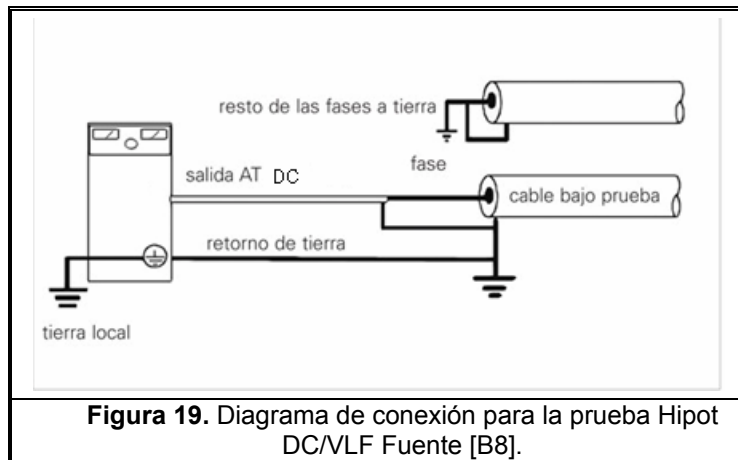 resto de las fases a tierra
fase
salida AT DC
cable bajo prueba
retorno de tierra
tierra local
Figura 19. Diagrama de conexión para la prueba Hipot
DC/VLF Fuente [B8].